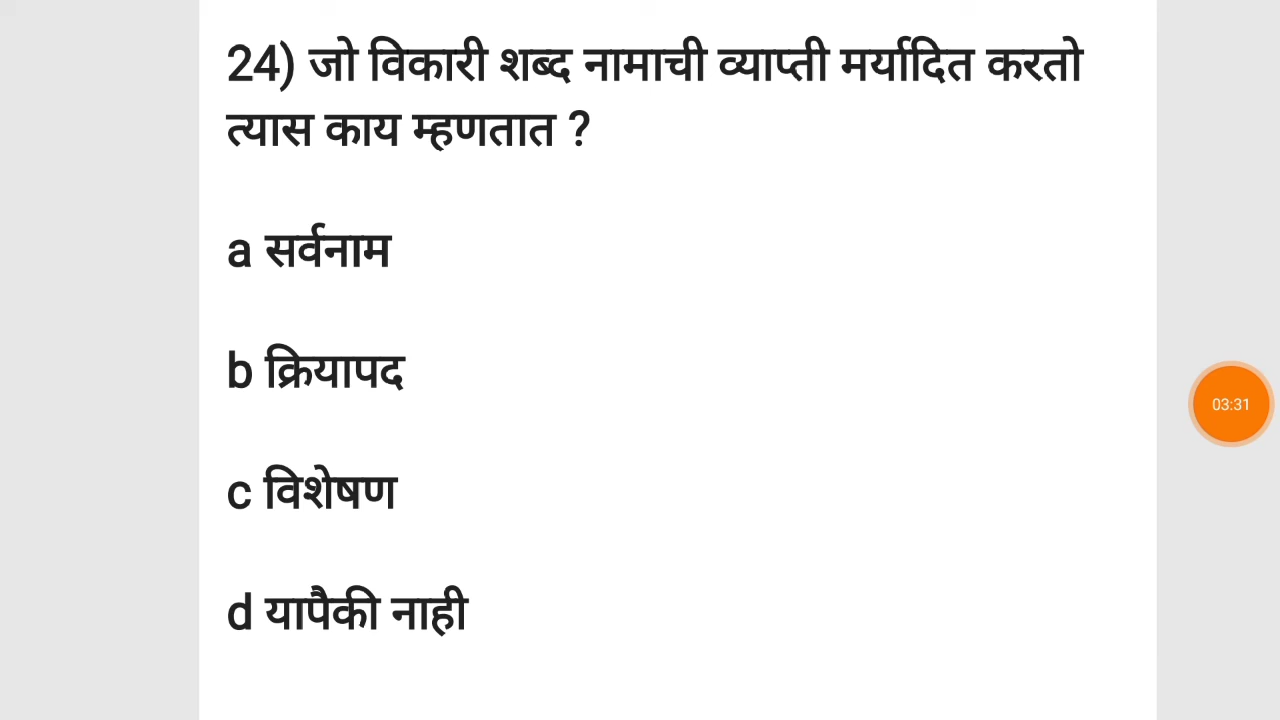 24) जो विकारी शब्द नामाची व्याप्ती मर्यादित करतो
त्यास काय म्हणतात ?
a सर्वनाम
b क्रियापद
03:31
c विशेषण
d यापैकी नाही